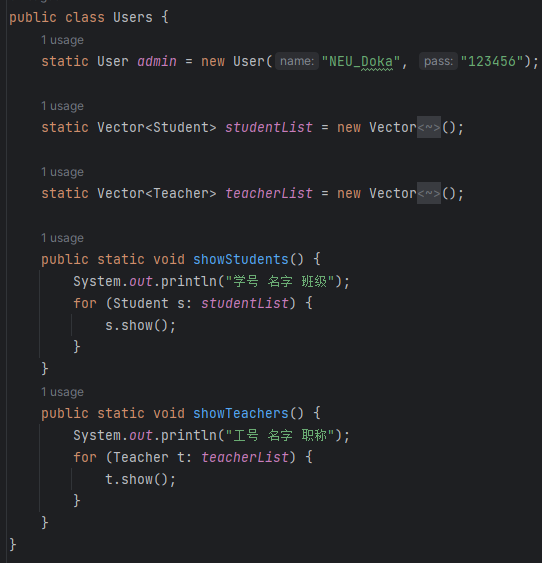 public class Users {
1 usage
static User admin = new User( name: "NEU_Doka", pass: "123456");
1 usage
static Vector<Student> studentList = new Vector<~>();
1 usage
static Vector<Teacher> teacherList = new Vector<~>();
1 usage
public static void showStudents() {
System.out.println("学号 名字 班级");
for (Student s: studentList) {
s.show();
}
}
1 usage
public static void showTeachers() {
System.out.println("工号 名字 职称");
for (Teacher t: teacherList) {
t.show();
}
}
}